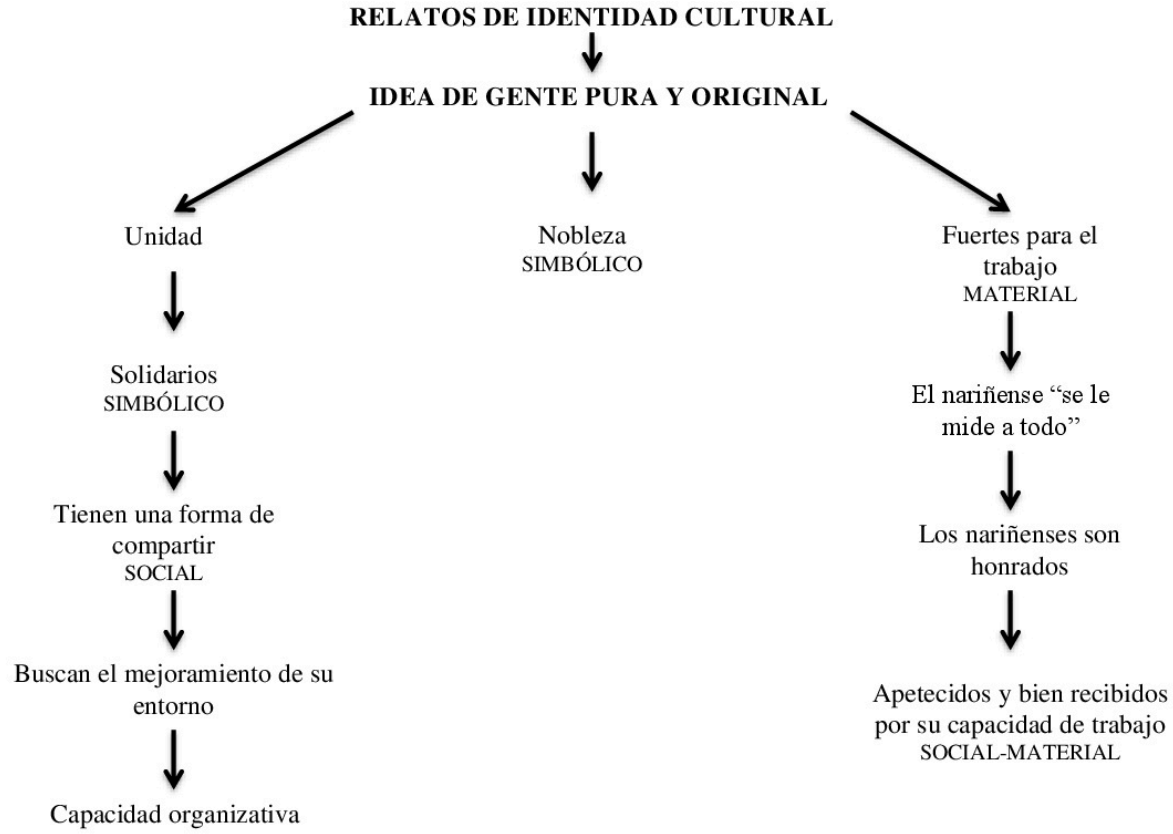 RELATOS DE IDENTIDAD CULTURAL
IDEA DE GENTE PURA Y ORIGINAL
Unidad
Solidarios
SIMBÓLICO
Tienen una forma de
compartir
SOCIAL
Buscan el mejoramiento de su
entorno
Capacidad organizativa
Nobleza
SIMBÓLICO
Fuertes para el
trabajo
MATERIAL
El nariñense “se le
mide a todo”
Los nariñenses son
honrados
Apetecidos y bien recibidos
por su capacidad de trabajo
SOCIAL-MATERIAL